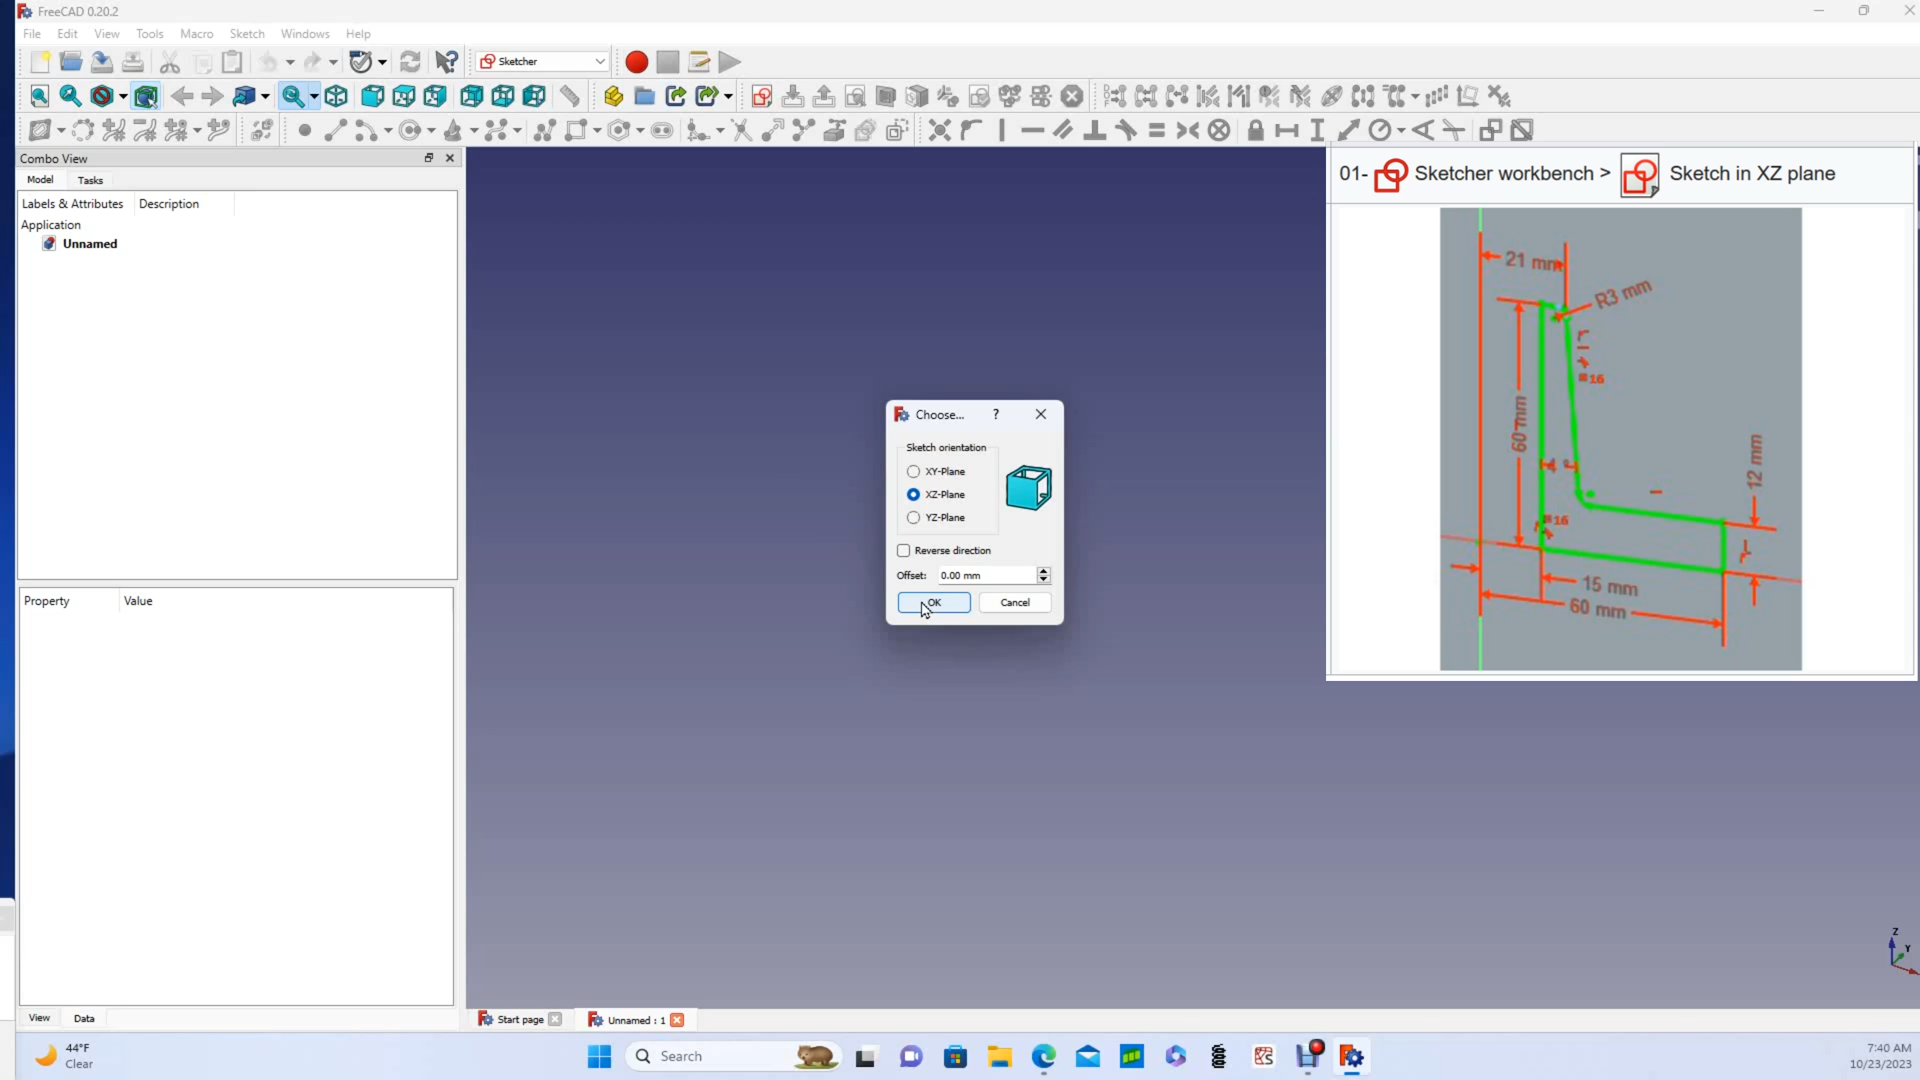 FreeCAD 0.20.2
File Edit View Tools Macro Sketch Windows Help
Sketcher
Combo View
Model Tasks
Labels & Attributes Description
Application
Unnamed
Property Value
View Data
Choose... ?
Sketch orientation
XY-Plane
XZ-Plane
YZ-Plane
Reverse direction
Offset: 0.00 mm
OK Cancel
01- Sketcher workbench > Sketch in XZ plane
21 mm
R3 mm
16
60 mm
12 mm
16
15 mm
60 mm
Z
Y
Start page
Unnamed : 1
44°F
Clear
Search
7:40 AM
10/23/2023